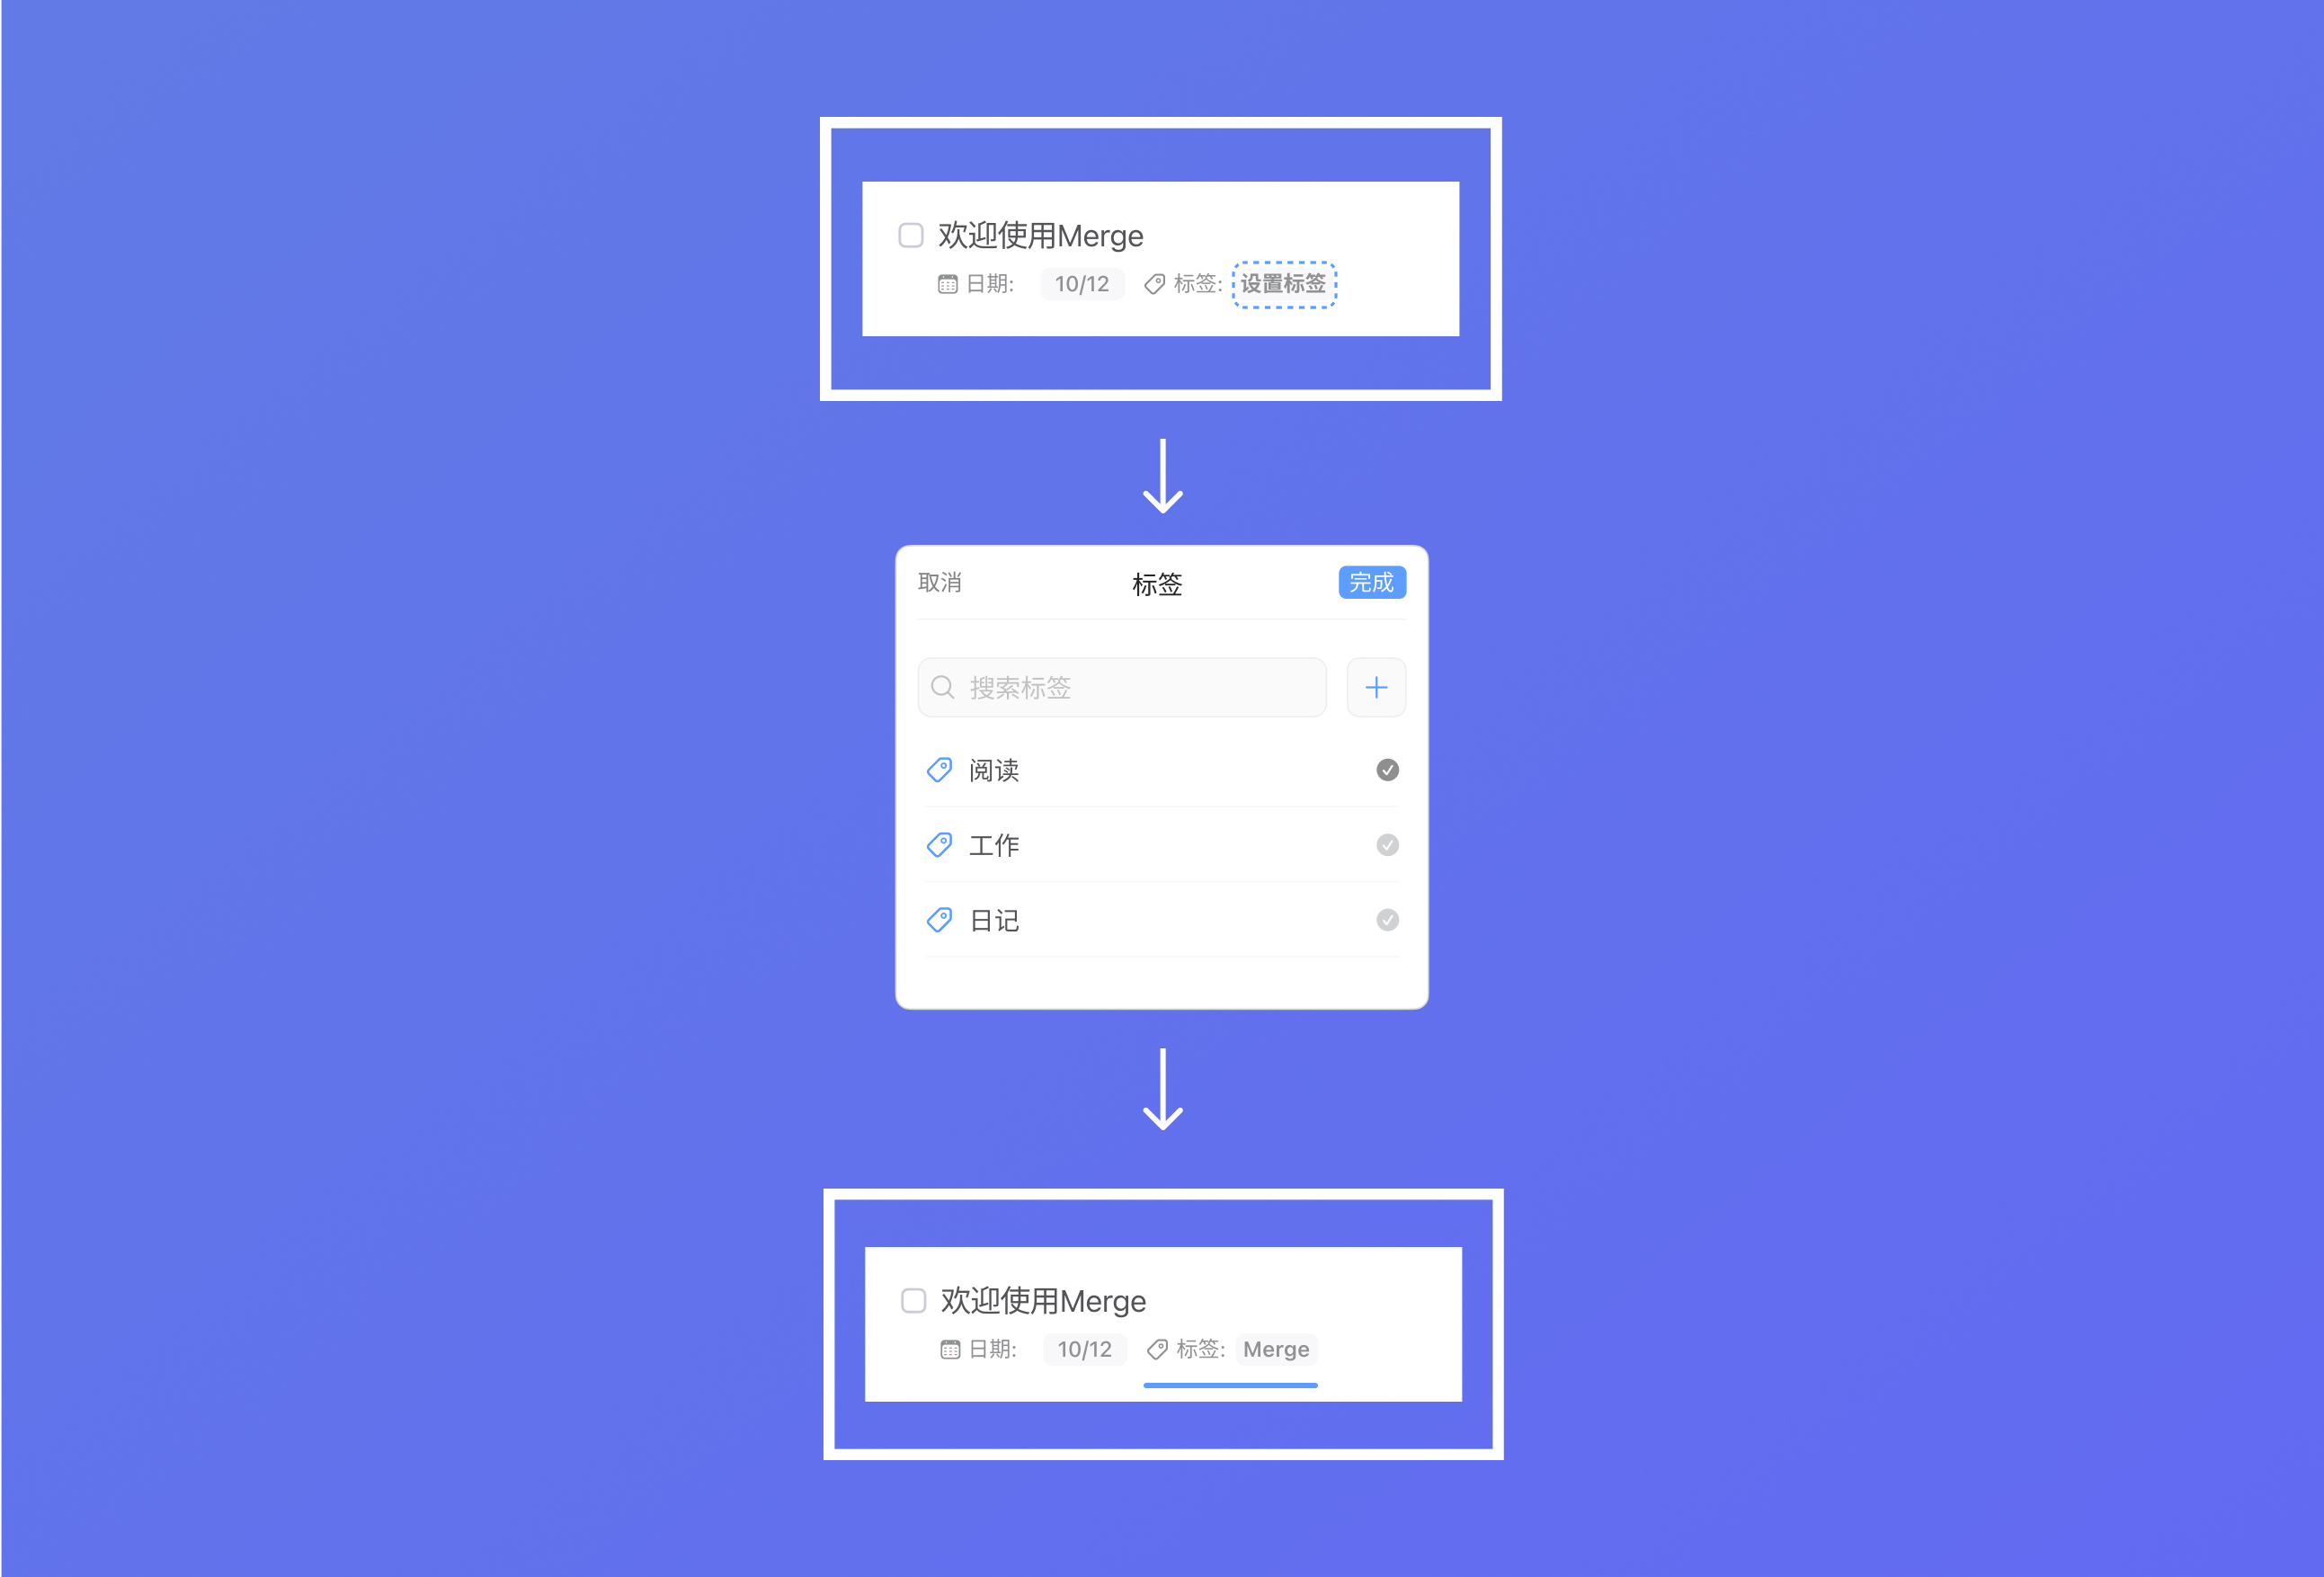 欢迎使用Merge
日期: 10/12 标签: 设置标签
取消 标签 完成
搜索标签
阅读
工作
日记
欢迎使用Merge
日期: 10/12 标签: Merge